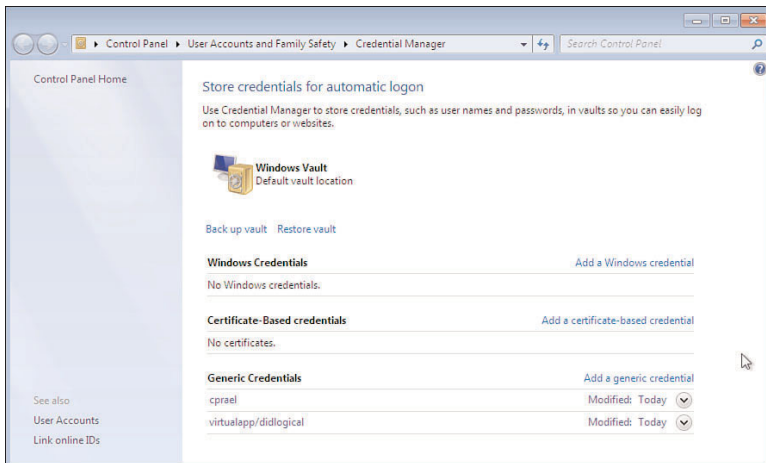 Control Panel ▸ User Accounts and Family Safety ▸ Credential Manager
Search Control Panel
Control Panel Home
Store credentials for automatic logon
Use Credential Manager to store credentials, such as user names and passwords, in vaults so you can easily log
on to computers or websites.
Windows Vault
Default vault location
Back up vault Restore vault
Windows Credentials Add a Windows credential
No Windows credentials.
Certificate-Based credentials Add a certificate-based credential
No certificates.
Generic Credentials Add a generic credential
cprael Modified: Today
virtualapp/didlogical Modified: Today
See also
User Accounts
Link online IDs